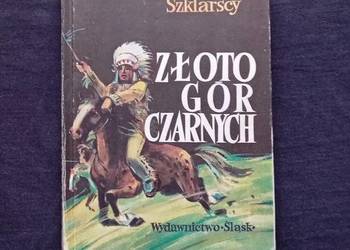 Szklarscy
ZŁOTO
GÓR
CZARNYCH
Wydawnictwo·Śląsk·